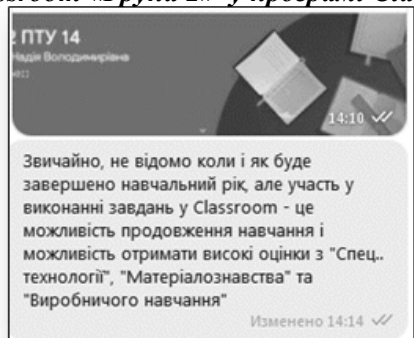 2 ПТУ 14
Надія Володимирівна
14:10
Звичайно, не відомо коли і як буде
завершено навчальний рік, але участь у
виконанні завдань у Classroom - це
можливість продовження навчання і
можливість отримати високі оцінки з "Спец..
технології", "Матеріалознавства" та
"Виробничого навчання"
Изменено 14:14